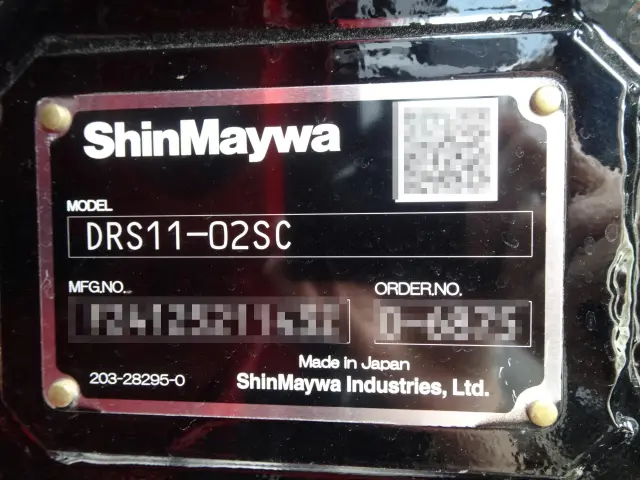 ShinMaywa
MODEL
DRS11-02SC
MFG.NO.
ORDER.NO.
Made in Japan
203-28295-0
ShinMaywa Industries, Ltd.